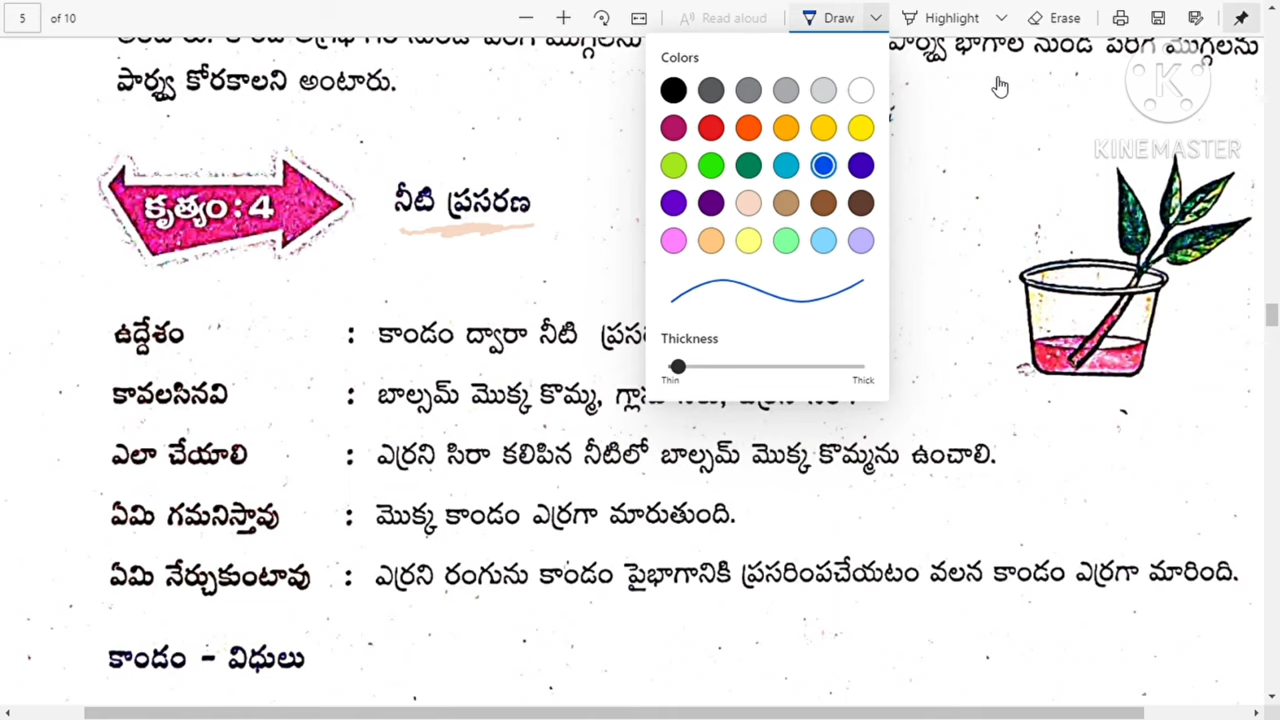 5 of 10 Read aloud Draw Highlight Erase
పార్శ్వ భాగాల నుండి పెరిగే మొగ్గలను
పార్శ్వ కోరకాలని అంటారు.
Colors
KINEMASTER
కృత్యం : 4 నీటి ప్రసరణ
Thickness
Thin Thick
ఉద్దేశం : కాండం ద్వారా నీటి
కావలసినవి : బాల్సమ్ మొక్క కొమ్మ,
ఎలా చేయాలి : ఎర్రని సిరా కలిపిన నీటిలో బాల్సమ్ మొక్క కొమ్మను ఉంచాలి.
ఏమి గమనిస్తావు : మొక్క కాండం ఎర్రగా మారుతుంది.
ఏమి నేర్చుకుంటావు : ఎర్రని రంగును కాండం పైభాగానికి ప్రసరింపచేయటం వలన కాండం ఎర్రగా మారింది.
కాండం – విధులు